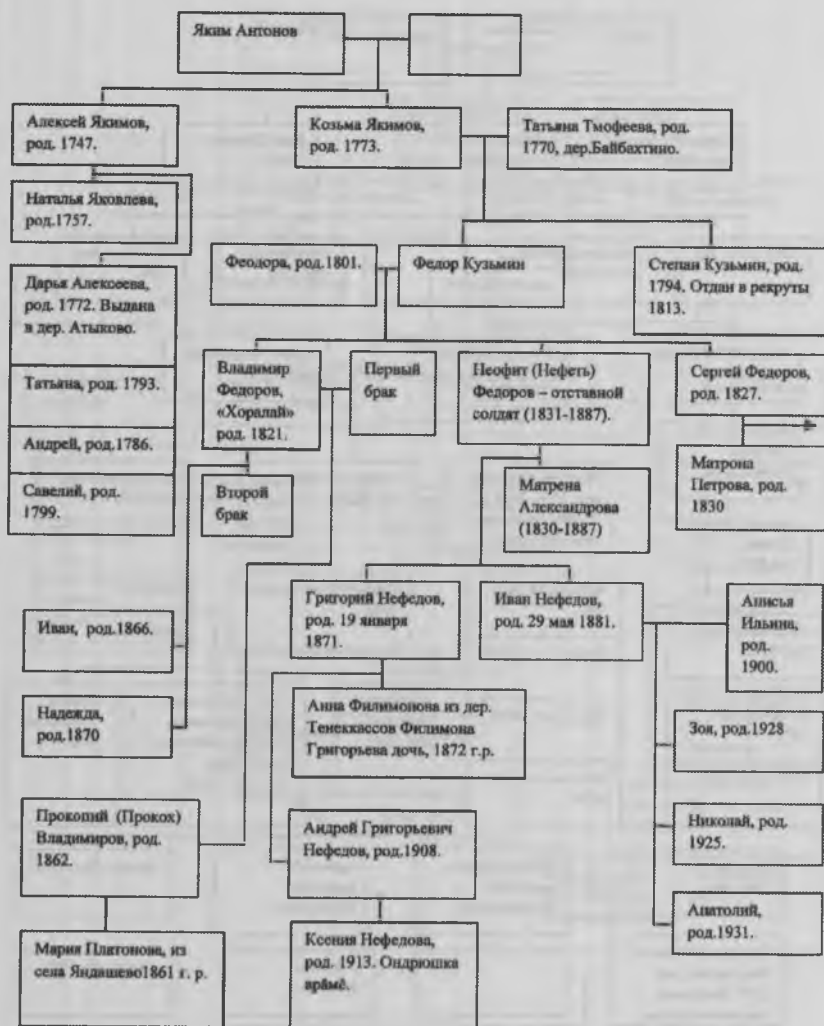 Яким Антонов
Алексей Якимов,
род. 1747.
Козьма Якимов,
род. 1773.
Татьяна Тмофеева, род.
1770, дер.Байбахтино.
Наталья Яковлева,
род.1757.
Феодора, род.1801.
Федор Кузьмин
Степан Кузьмин, род.
1794. Отдан в рекруты
1813.
Дарья Алексеева,
род. 1772. Выдана
в дер. Атыково.
Татьяна, род. 1793.
Андрей, род.1786.
Савелий, род.
1799.
Владимир
Федоров,
«Хоралай»
род. 1821.
Первый
брак
Неофит (Нефеть)
Федоров – отставной
солдат (1831-1887).
Сергей Федоров,
род. 1827.
Второй
брак
Матрена
Александрова
(1830-1887)
Матрона
Петрова, род.
1830
Иван, род.1866.
Григорий Нефедов,
род. 19 января
1871.
Иван Нефедов,
род. 29 мая 1881.
Анисья
Ильина,
род.
1900.
Надежда,
род.1870
Анна Филимонова из дер.
Тенеккассов Филимона
Григорьева дочь, 1872 г.р.
Зоя, род.1928
Прокопий (Прокох)
Владимиров, род.
1862.
Андрей Григорьевич
Нефедов, род.1908.
Николай, род.
1925.
Анатолий,
род.1931.
Мария Платонова, из
села Яндашево1861 г. р.
Ксения Нефедова,
род. 1913. Ондрюшка
арӑмӗ.